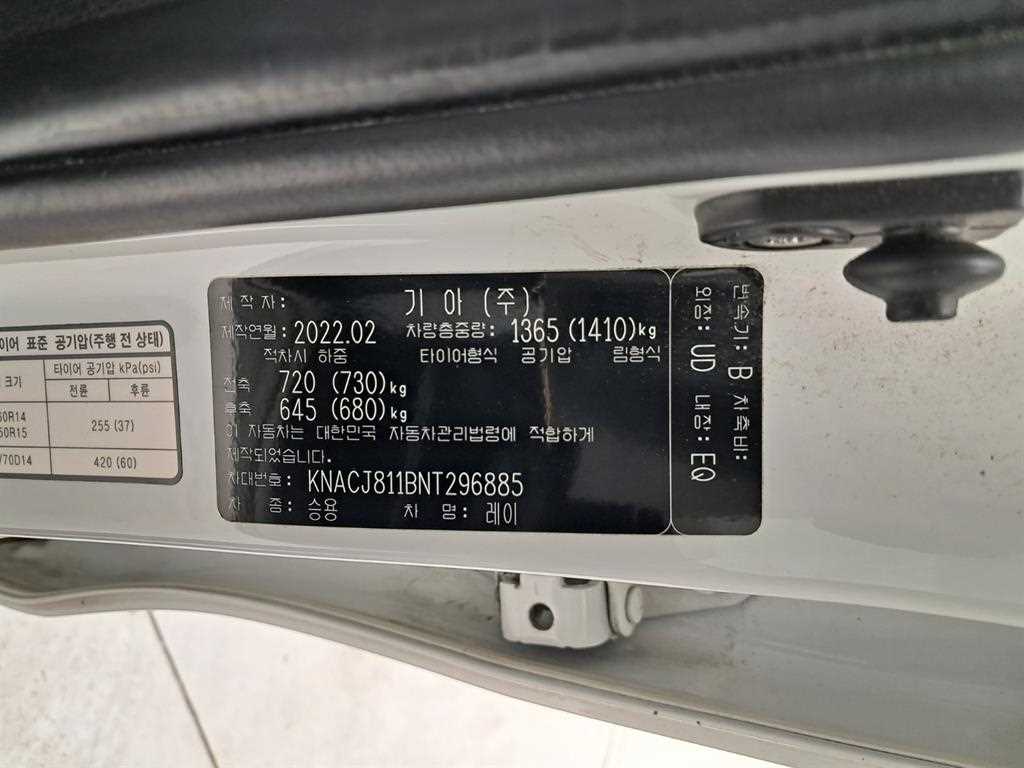 이어 표준 공기압(주행 전 상태)
크기
타이어 공기압 kPa(psi)
전륜 후륜
60R14
50R15
255 (37)
/70D14
420 (60)
제 작 자: 기 아 (주)
제작연월: 2022.02 차량총중량: 1365 (1410)kg
적차시 하중 타이어형식 공기압 림형식
전축 720 (730)kg
후축 645 (680)kg
이 자동차는 대한민국 자동차관리법령에 적합하게
제작되었습니다.
차대번호: KNACJ811BNT296885
차 종: 승용 차 명: 레이
변속기: B 차축비:
외장: UD 내장: EQ